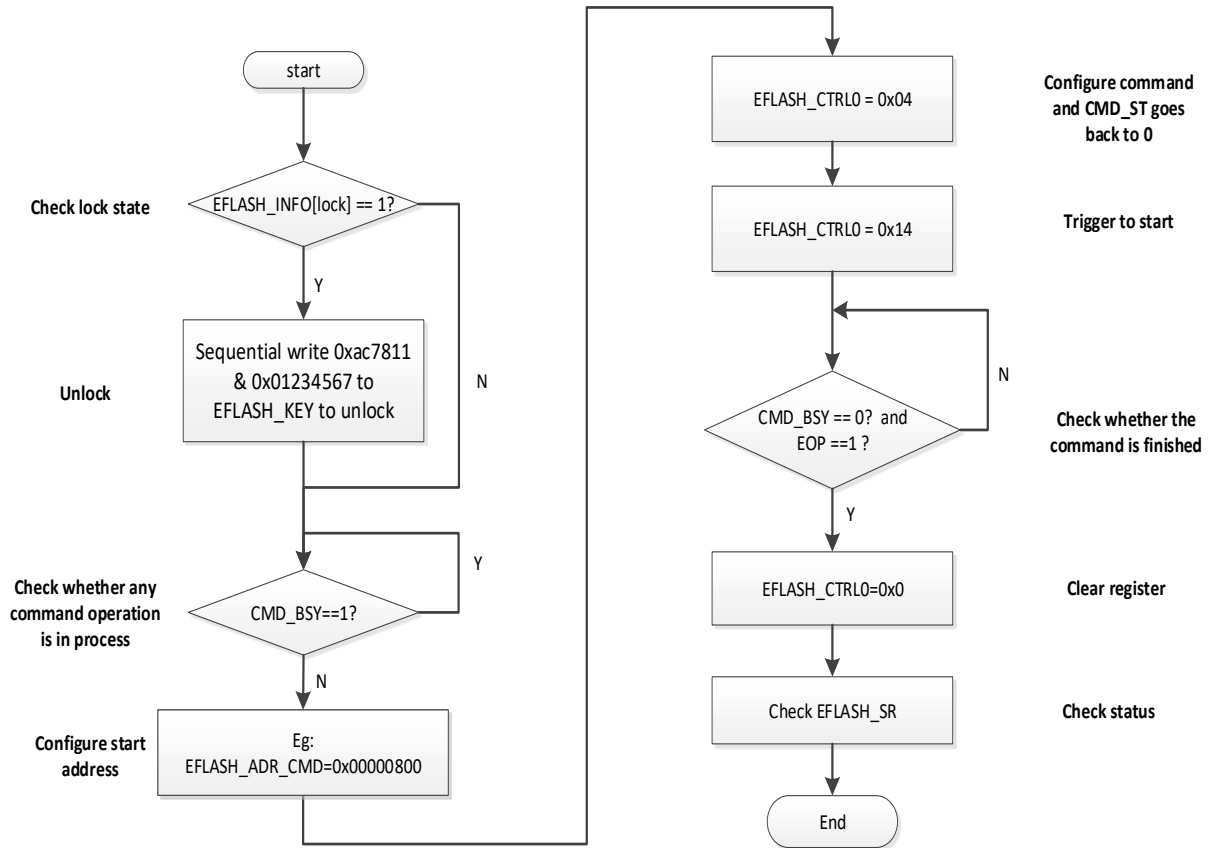 start
Check lock state
EFLASH_INFO[lock] == 1?
Y
Unlock
Sequential write 0xac7811
& 0x01234567 to
EFLASH_KEY to unlock
N
Check whether any
command operation
is in process
CMD_BSY==1?
Y
N
Configure start
address
Eg:
EFLASH_ADR_CMD=0x00000800
EFLASH_CTRL0 = 0x04
Configure command
and CMD_ST goes
back to 0
EFLASH_CTRL0 = 0x14
Trigger to start
CMD_BSY == 0? and
EOP ==1 ?
N
Check whether the
command is finished
Y
EFLASH_CTRL0=0x0
Clear register
Check EFLASH_SR
Check status
End